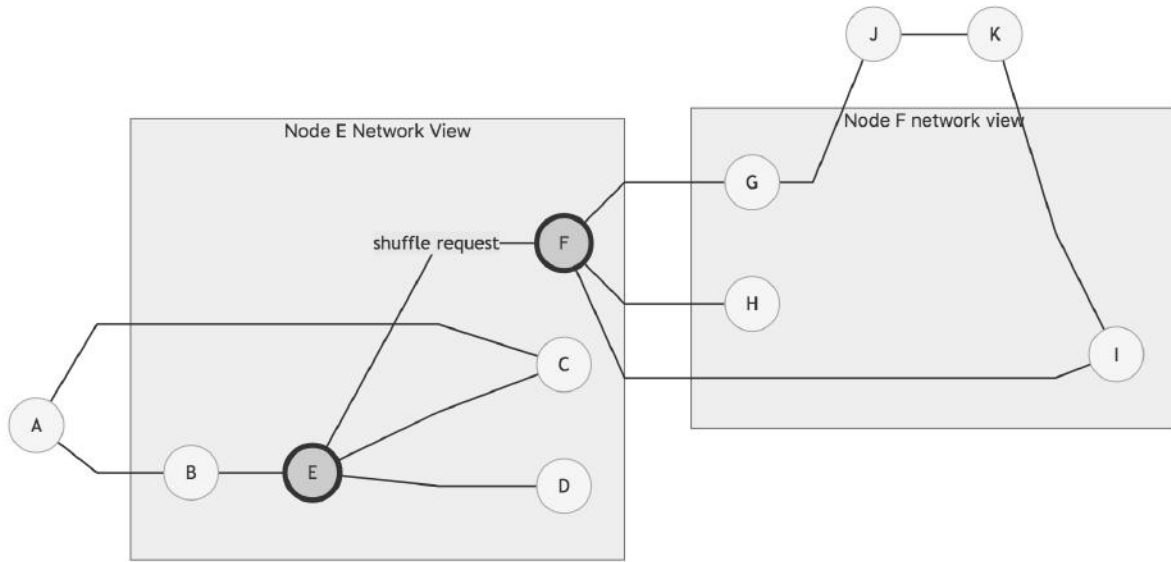 J
K
Node E Network View
Node F network view
G
shuffle request
F
H
C
I
A
B
E
D